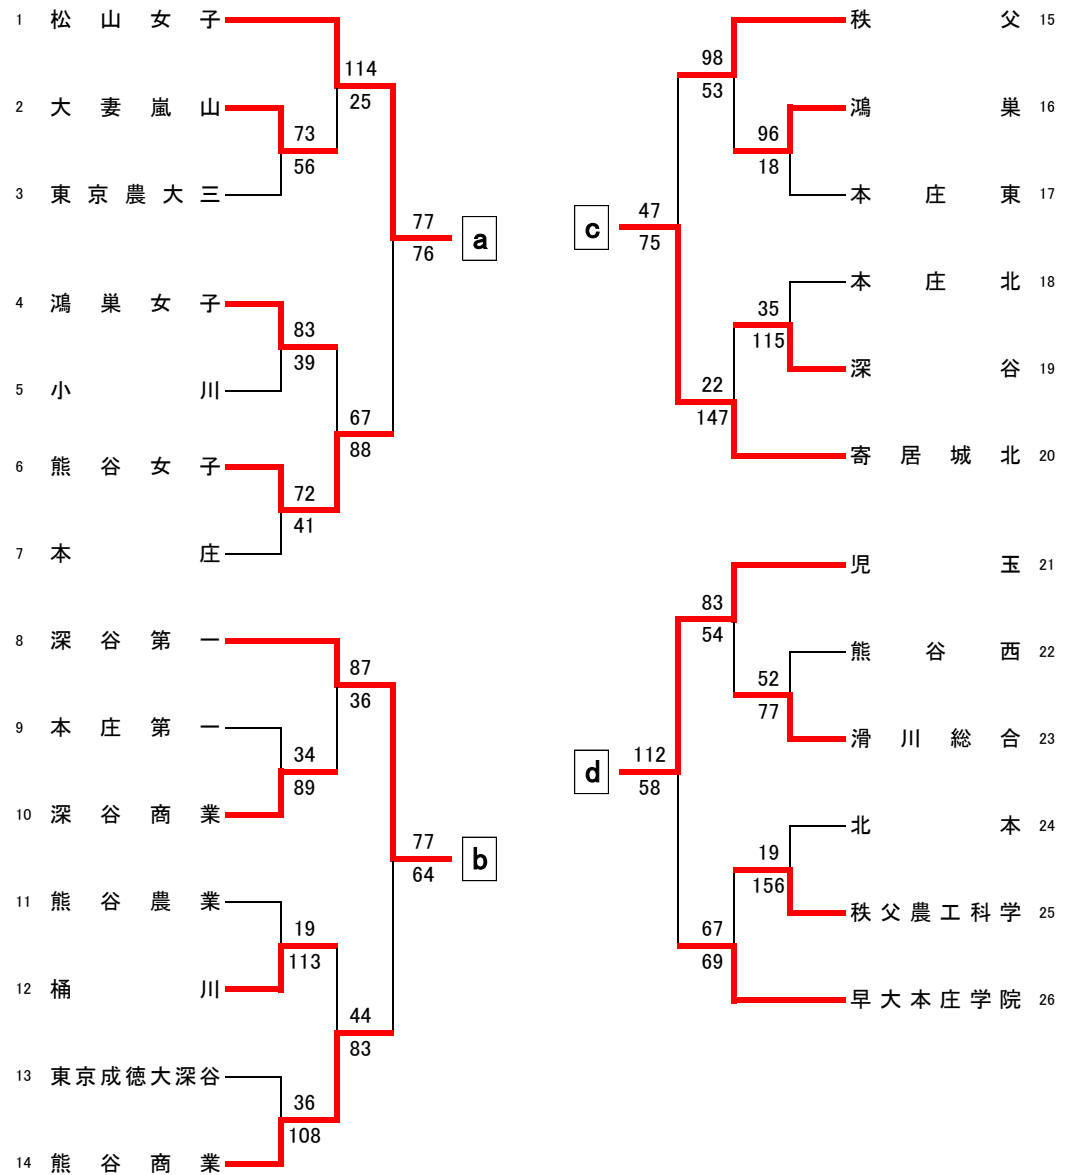 1 松山女子
114
25
2 大妻嵐山
73
56
3 東京農大三
77
76
a
4 鴻巣女子
83
39
5 小川
67
88
6 熊谷女子
72
41
7 本庄
8 深谷第一
87
36
9 本庄第一
34
89
10 深谷商業
77
64
b
11 熊谷農業
19
113
12 桶川
44
83
13 東京成徳大深谷
36
108
14 熊谷商業
秩父 15
98
53
鴻巣 16
96
18
本庄東 17
c
47
75
本庄北 18
35
115
深谷 19
22
147
寄居城北 20
児玉 21
83
54
熊谷西 22
52
77
滑川総合 23
d
112
58
北本 24
19
156
秩父農工科学 25
67
69
早大本庄学院 26